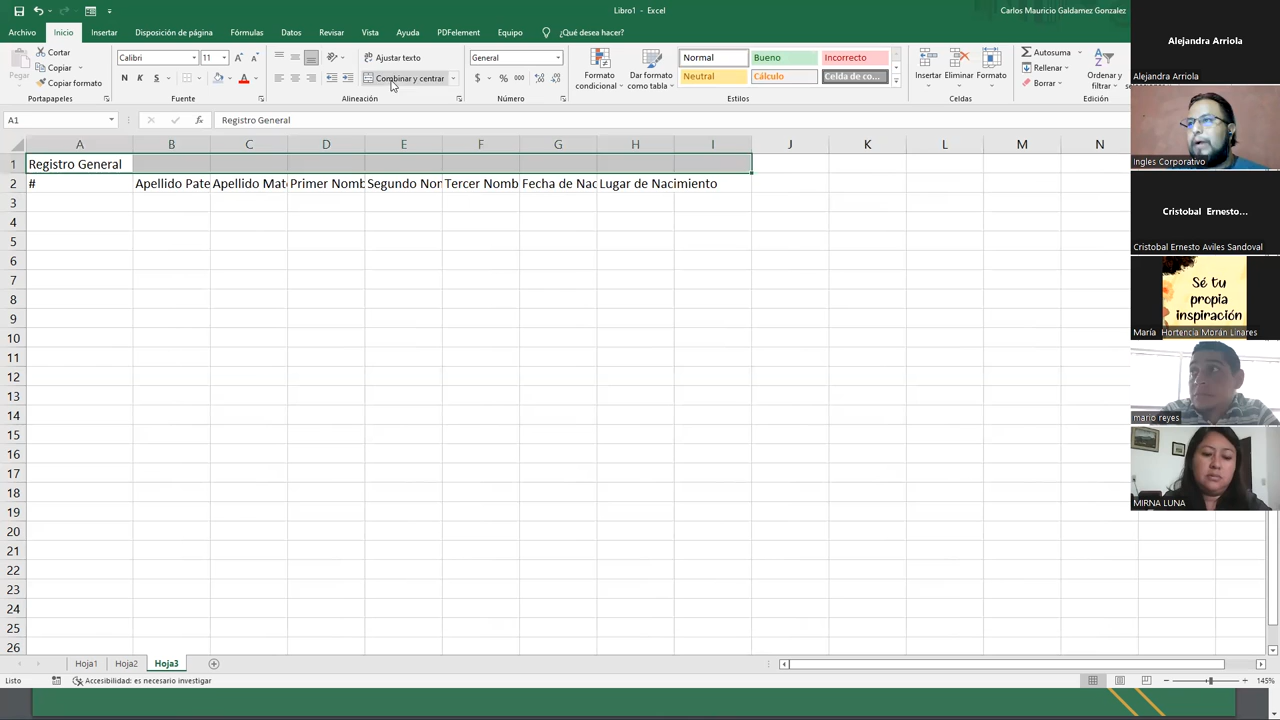 Libro1 - Excel
Carlos Mauricio Galdamez Gonzalez
Archivo Inicio Insertar Disposición de página Fórmulas Datos Revisar Vista Ayuda PDFelement Equipo ¿Qué desea hacer?
Pegar
Cortar
Copiar
Copiar formato
Portapapeles
Calibri 11
N K S
Fuente
Ajustar texto
Combinar y centrar
Alineación
General
$ % 000
Número
Formato condicional
Dar formato como tabla
Normal Bueno Incorrecto
Neutral Cálculo Celda de co...
Estilos
Insertar Eliminar Formato
Celdas
Autosuma
Rellenar
Borrar
Ordenar y filtrar
Edición
A1 fx Registro General
A B C D E F G H I J K L M N
1 Registro General
2 # Apellido Pate Apellido Mat Primer Nomb Segundo Nor Tercer Nomb Fecha de Nac Lugar de Nacimiento
3
4
5
6
7
8
9
10
11
12
13
14
15
16
17
18
19
20
21
22
23
24
25
26
Hoja1 Hoja2 Hoja3
Listo Accesibilidad: es necesario investigar 145%
Alejandra Arriola
Alejandra Arriola
Ingles Corporativo
Cristobal Ernesto...
Cristobal Ernesto Aviles Sandoval
Sé tu
propia
inspiración
María Hortencia Morán Linares
mario reyes
MIRNA LUNA